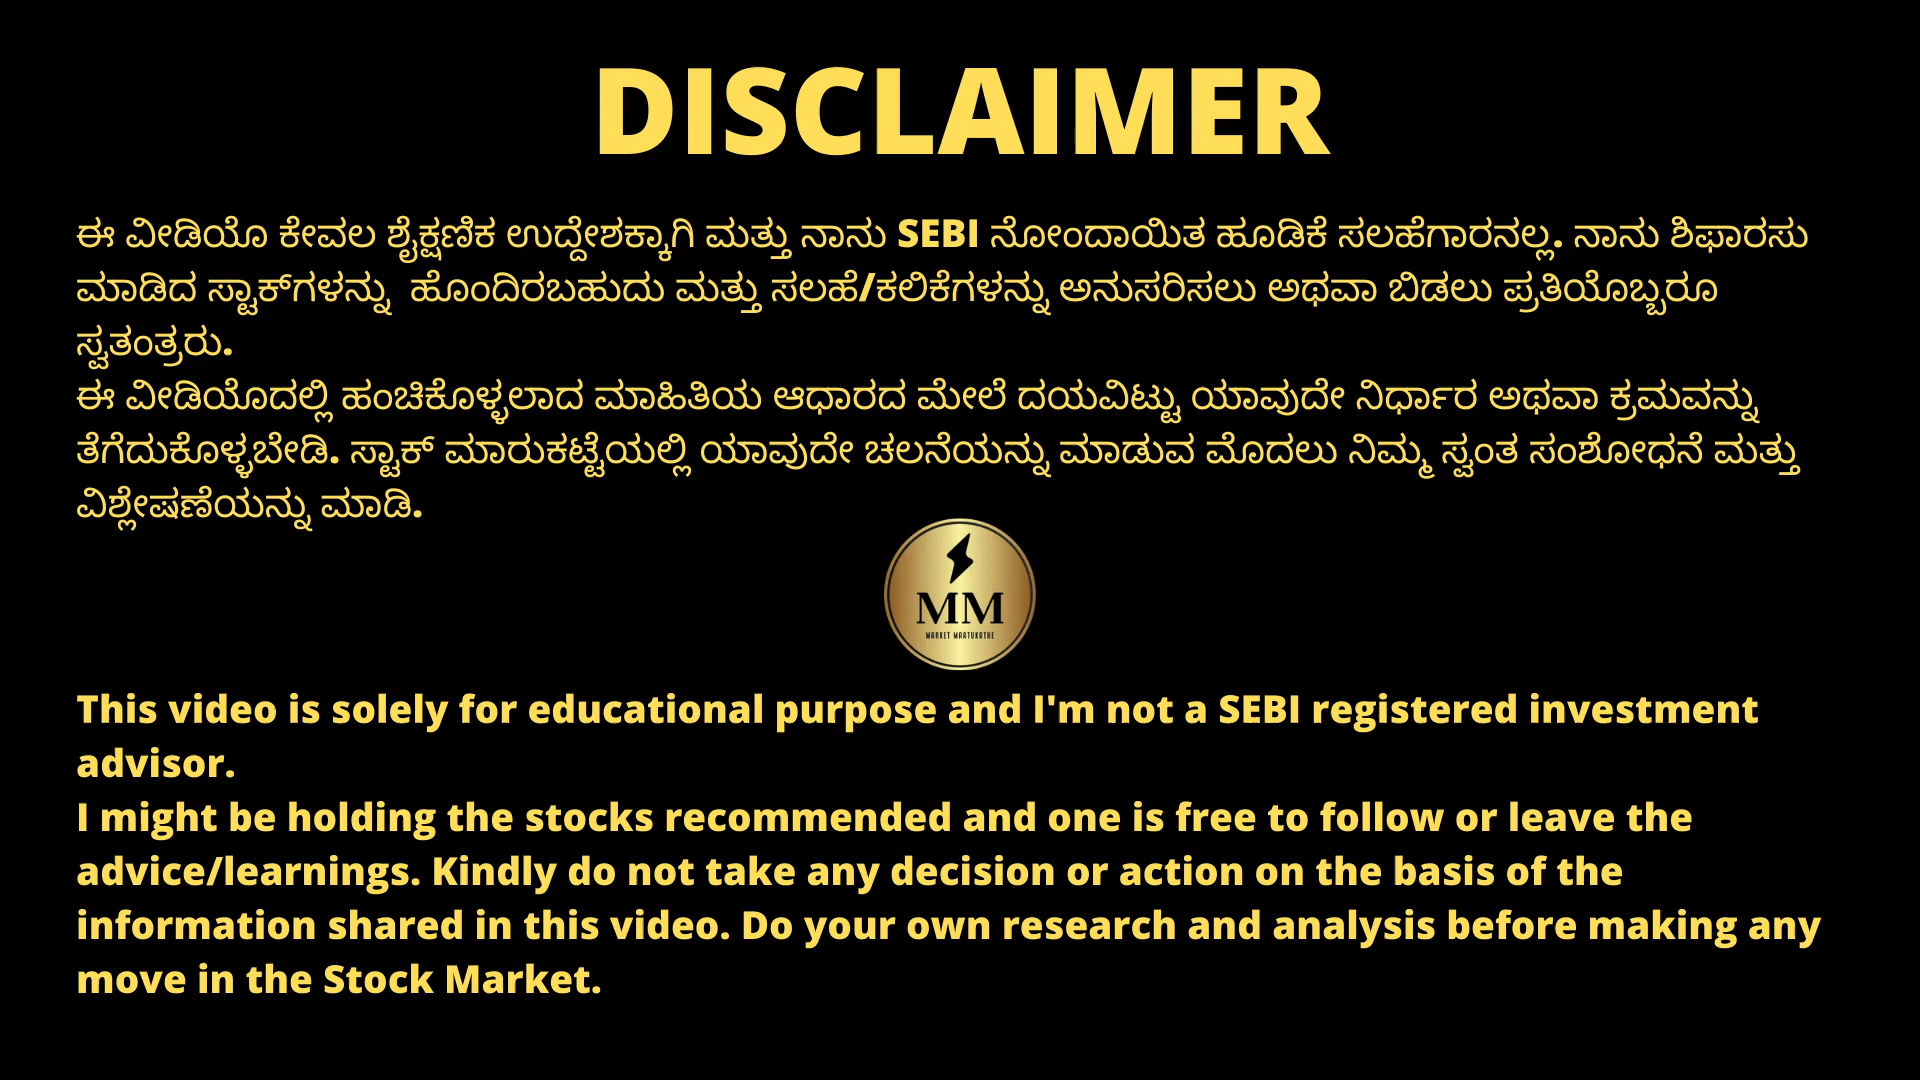 DISCLAIMER
ಈ ವೀಡಿಯೊ ಕೇವಲ ಶೈಕ್ಷಣಿಕ ಉದ್ದೇಶಕ್ಕಾಗಿ ಮತ್ತು ನಾನು SEBI ನೋಂದಾಯಿತ ಹೂಡಿಕೆ ಸಲಹೆಗಾರನಲ್ಲ. ನಾನು ಶಿಫಾರಸು
ಮಾಡಿದ ಸ್ಟಾಕ್‌ಗಳನ್ನು ಹೊಂದಿರಬಹುದು ಮತ್ತು ಸಲಹೆ/ಕಲಿಕೆಗಳನ್ನು ಅನುಸರಿಸಲು ಅಥವಾ ಬಿಡಲು ಪ್ರತಿಯೊಬ್ಬರೂ
ಸ್ವತಂತ್ರರು.
ಈ ವೀಡಿಯೊದಲ್ಲಿ ಹಂಚಿಕೊಳ್ಳಲಾದ ಮಾಹಿತಿಯ ಆಧಾರದ ಮೇಲೆ ದಯವಿಟ್ಟು ಯಾವುದೇ ನಿರ್ಧಾರ ಅಥವಾ ಕ್ರಮವನ್ನು
ತೆಗೆದುಕೊಳ್ಳಬೇಡಿ. ಸ್ಟಾಕ್ ಮಾರುಕಟ್ಟೆಯಲ್ಲಿ ಯಾವುದೇ ಚಲನೆಯನ್ನು ಮಾಡುವ ಮೊದಲು ನಿಮ್ಮ ಸ್ವಂತ ಸಂಶೋಧನೆ ಮತ್ತು
ವಿಶ್ಲೇಷಣೆಯನ್ನು ಮಾಡಿ.
MM
MARKET MAATUKATHE
This video is solely for educational purpose and I'm not a SEBI registered investment
advisor.
I might be holding the stocks recommended and one is free to follow or leave the
advice/learnings. Kindly do not take any decision or action on the basis of the
information shared in this video. Do your own research and analysis before making any
move in the Stock Market.